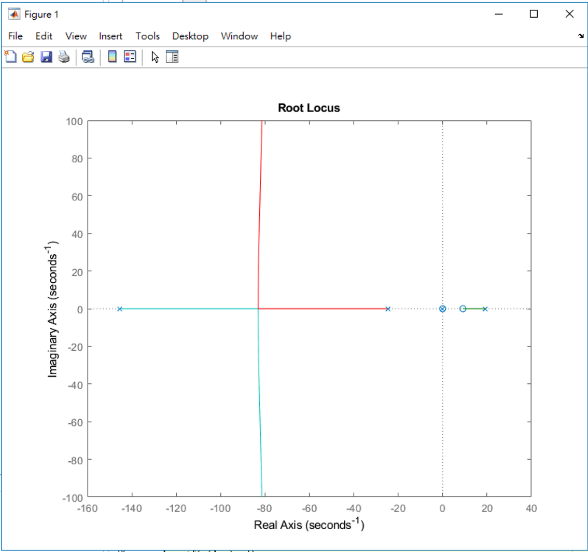 Figure 1
File Edit View Insert Tools Desktop Window Help
Root Locus
100
80
60
40
20
0
-20
-40
-60
-80
-100
Imaginary Axis (seconds⁻¹)
-160 -140 -120 -100 -80 -60 -40 -20 0 20 40
Real Axis (seconds⁻¹)